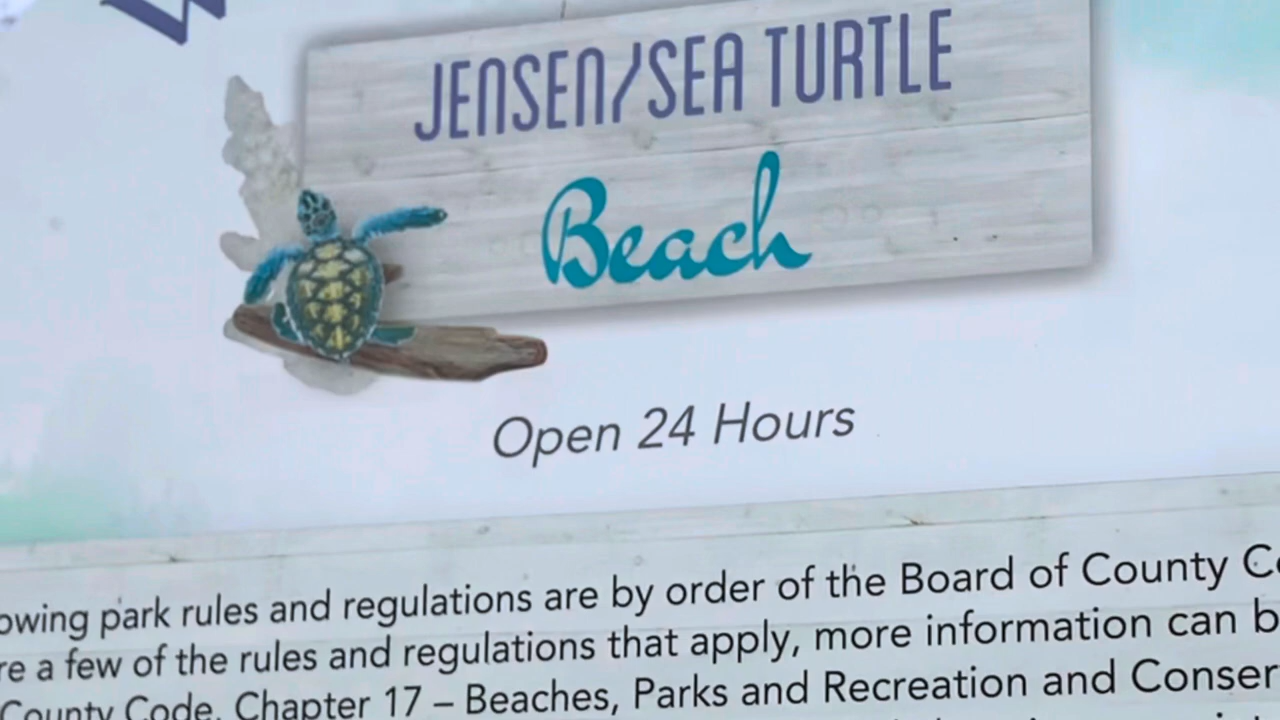 JENSEN/SEA TURTLE
Beach
Open 24 Hours
park rules and regulations are by order of the Board of County
a few of the rules and regulations that apply, more information can
County Code, Chapter 17 – Beaches, Parks and Recreation and